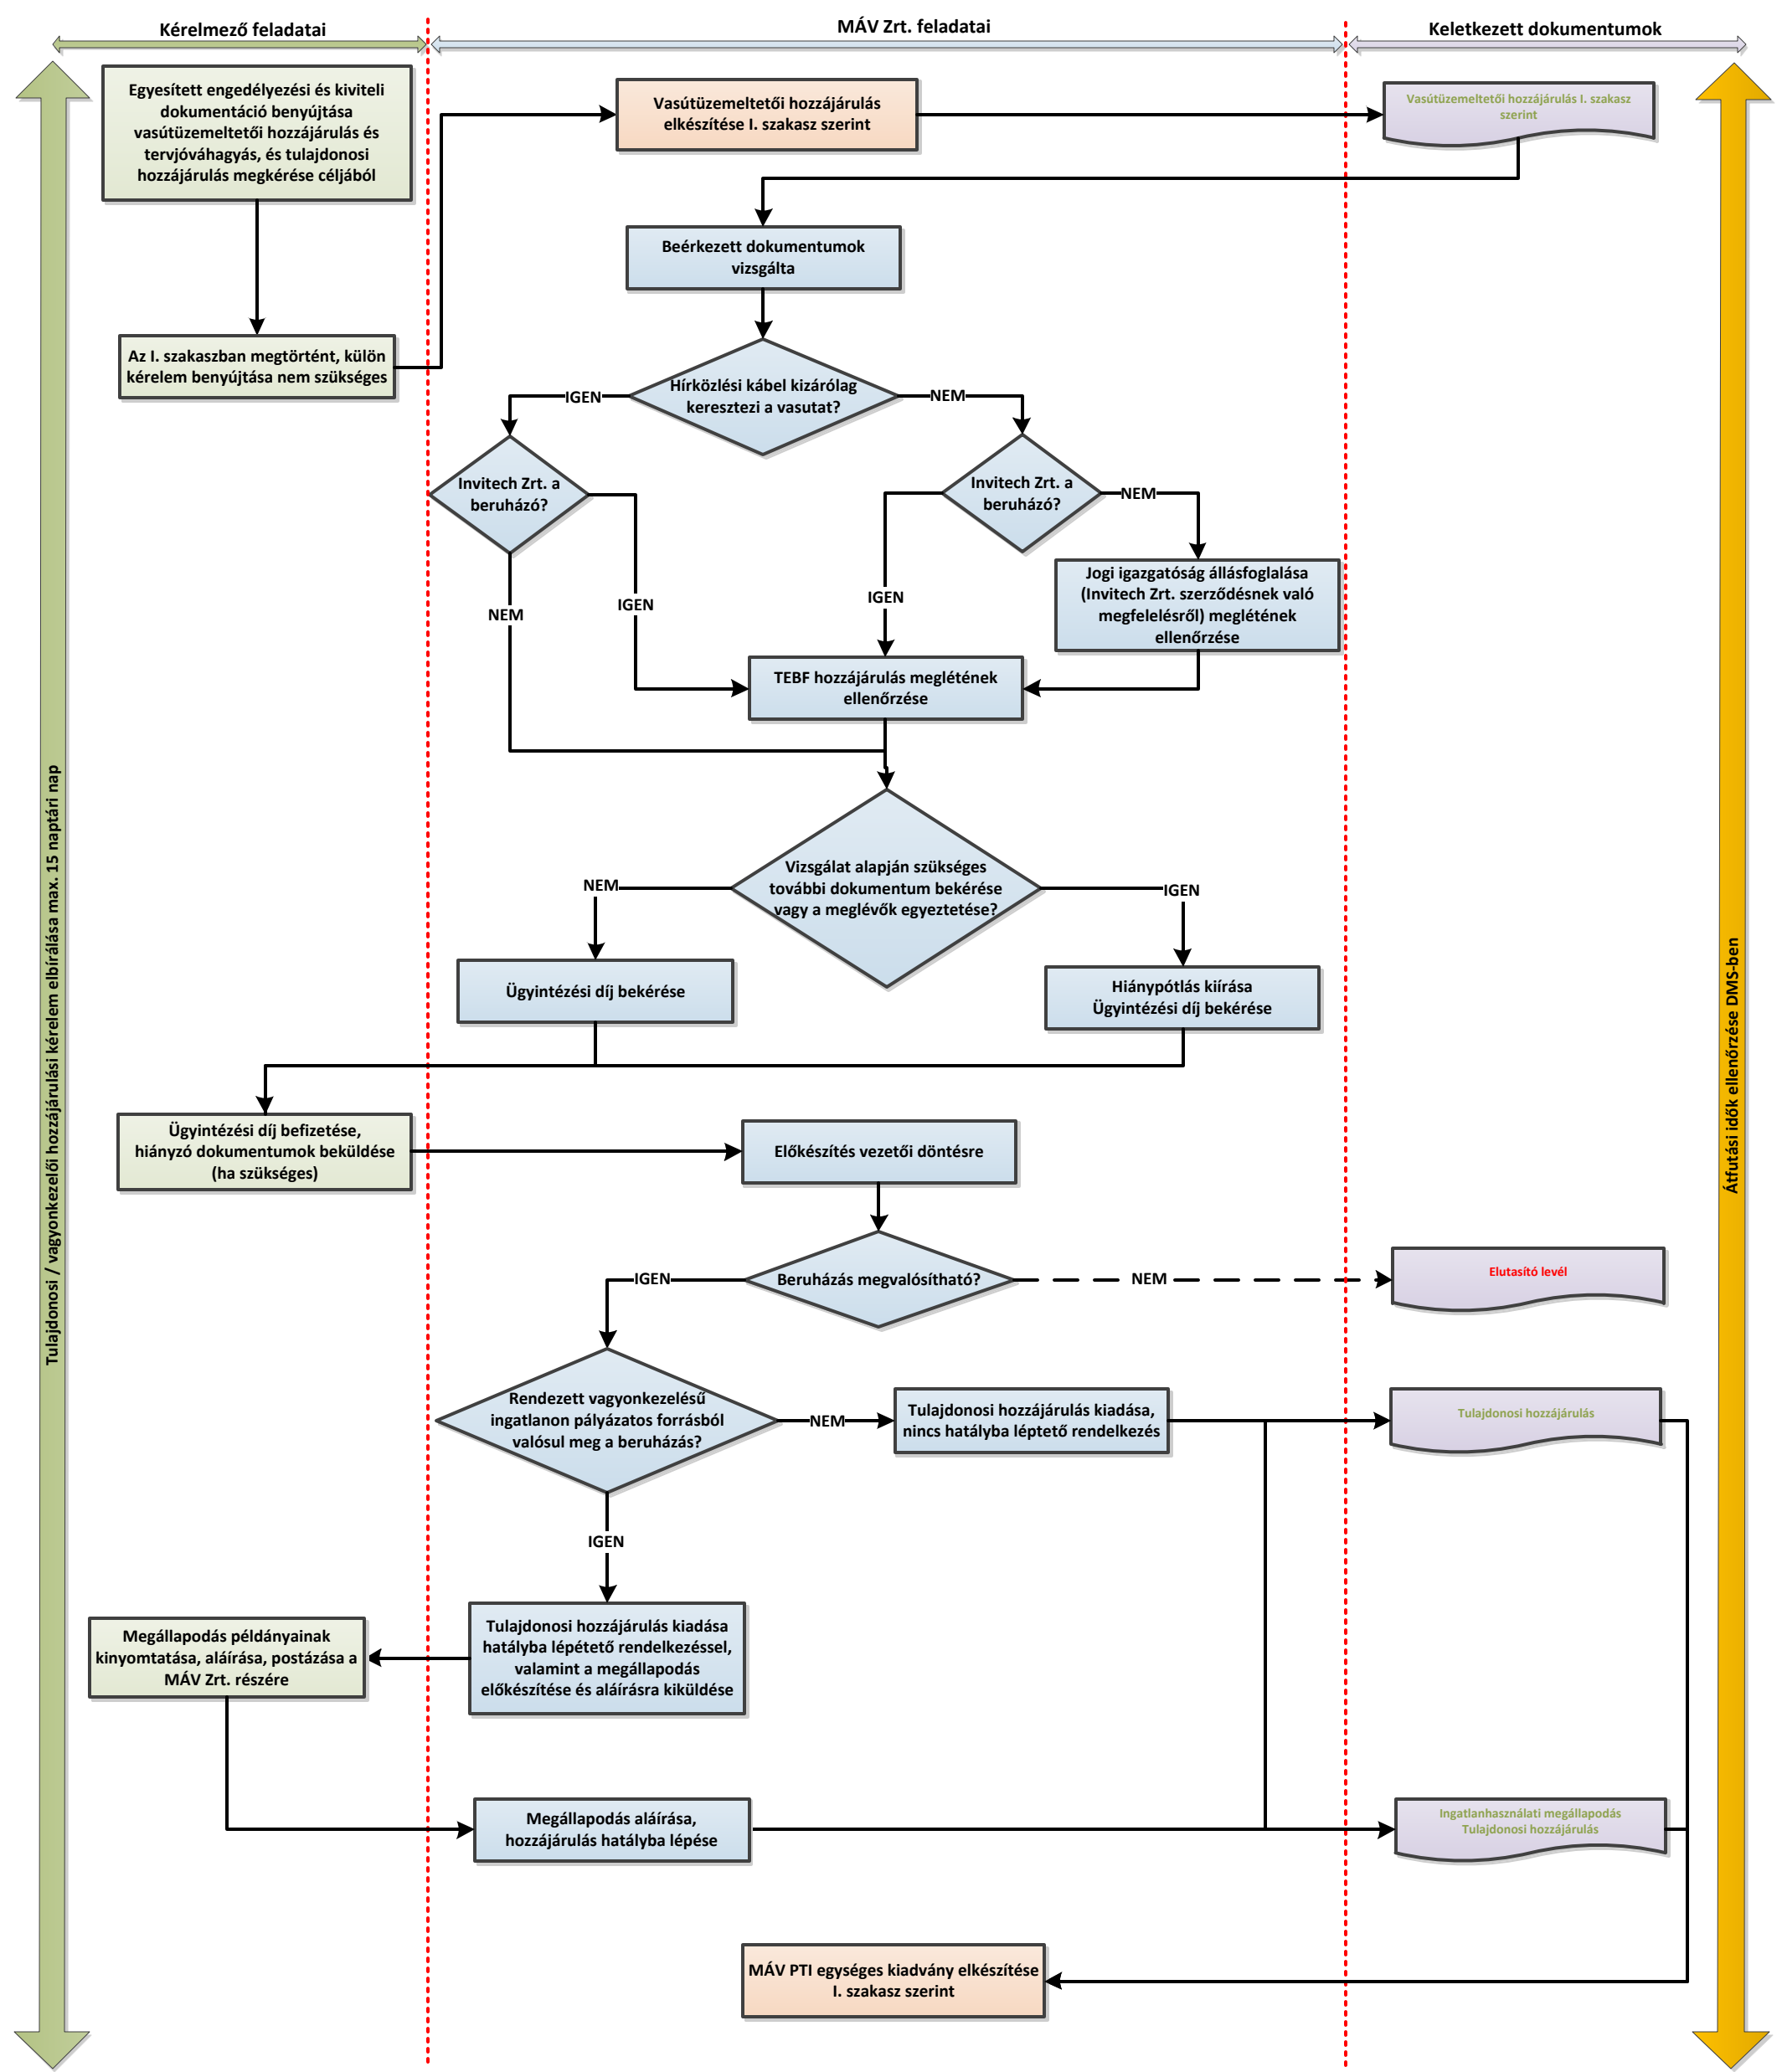 Kérelmező feladatai
MÁV Zrt. feladatai
Keletkezett dokumentumok
Egyesített engedélyezési és kiviteli
dokumentáció benyújtása
vasútüzemeltetői hozzájárulás és
tervjóváhagyás, és tulajdonosi
hozzájárulás megkérése céljából
Vasútüzemeltetői hozzájárulás
elkészítése I. szakasz szerint
Vasútüzemeltetői hozzájárulás I. szakasz
szerint
Beérkezett dokumentumok
vizsgálta
Az I. szakaszban megtörtént, külön
kérelem benyújtása nem szükséges
Hírközlési kábel kizárólag
keresztezi a vasutat?
IGEN
NEM
Invitech Zrt. a
beruházó?
Invitech Zrt. a
beruházó?
NEM
Jogi igazgatóság állásfoglalása
(Invitech Zrt. szerződésnek való
megfelelésről) meglétének
ellenőrzése
NEM
IGEN
IGEN
TEBF hozzájárulás meglétének
ellenőrzése
Vizsgálat alapján szükséges
további dokumentum bekérése
vagy a meglévők egyeztetése?
NEM
IGEN
Ügyintézési díj bekérése
Hiánypótlás kiírása
Ügyintézési díj bekérése
Tulajdonosi / vagyonkezelői hozzájárulási kérelem elbírálása max. 15 naptári nap
Átfutási idők ellenőrzése DMS-ben
Ügyintézési díj befizetése,
hiányzó dokumentumok beküldése
(ha szükséges)
Előkészítés vezetői döntésre
Beruházás megvalósítható?
IGEN
NEM
Elutasító levél
Rendezett vagyonkezelésű
ingatlanon pályázatos forrásból
valósul meg a beruházás?
NEM
Tulajdonosi hozzájárulás kiadása,
nincs hatályba léptető rendelkezés
Tulajdonosi hozzájárulás
IGEN
Tulajdonosi hozzájárulás kiadása
hatályba lépétető rendelkezéssel,
valamint a megállapodás
előkészítése és aláírásra kiküldése
Megállapodás példányainak
kinyomtatása, aláírása, postázása a
MÁV Zrt. részére
Megállapodás aláírása,
hozzájárulás hatályba lépése
Ingatlanhasználati megállapodás
Tulajdonosi hozzájárulás
MÁV PTI egységes kiadvány elkészítése
I. szakasz szerint